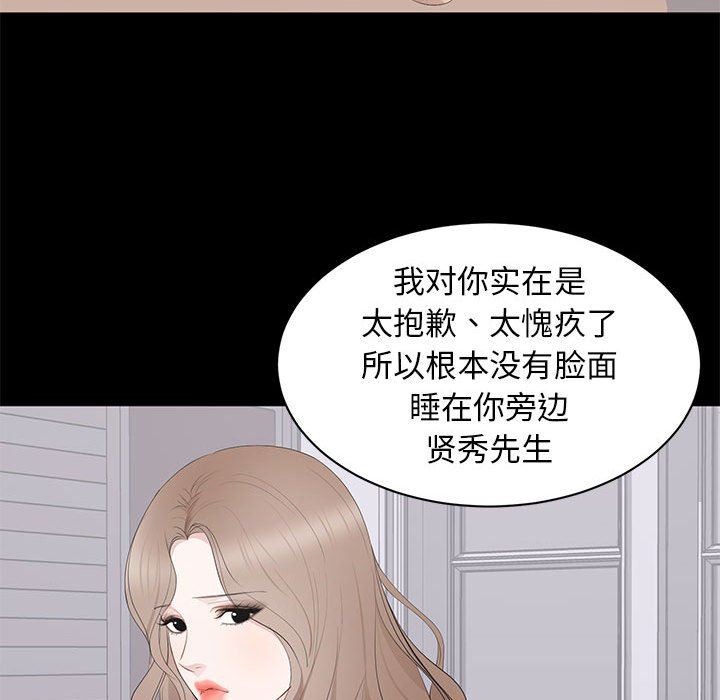 我对你实在是
太抱歉、太愧疚了
所以根本没有脸面
睡在你旁边
贤秀先生